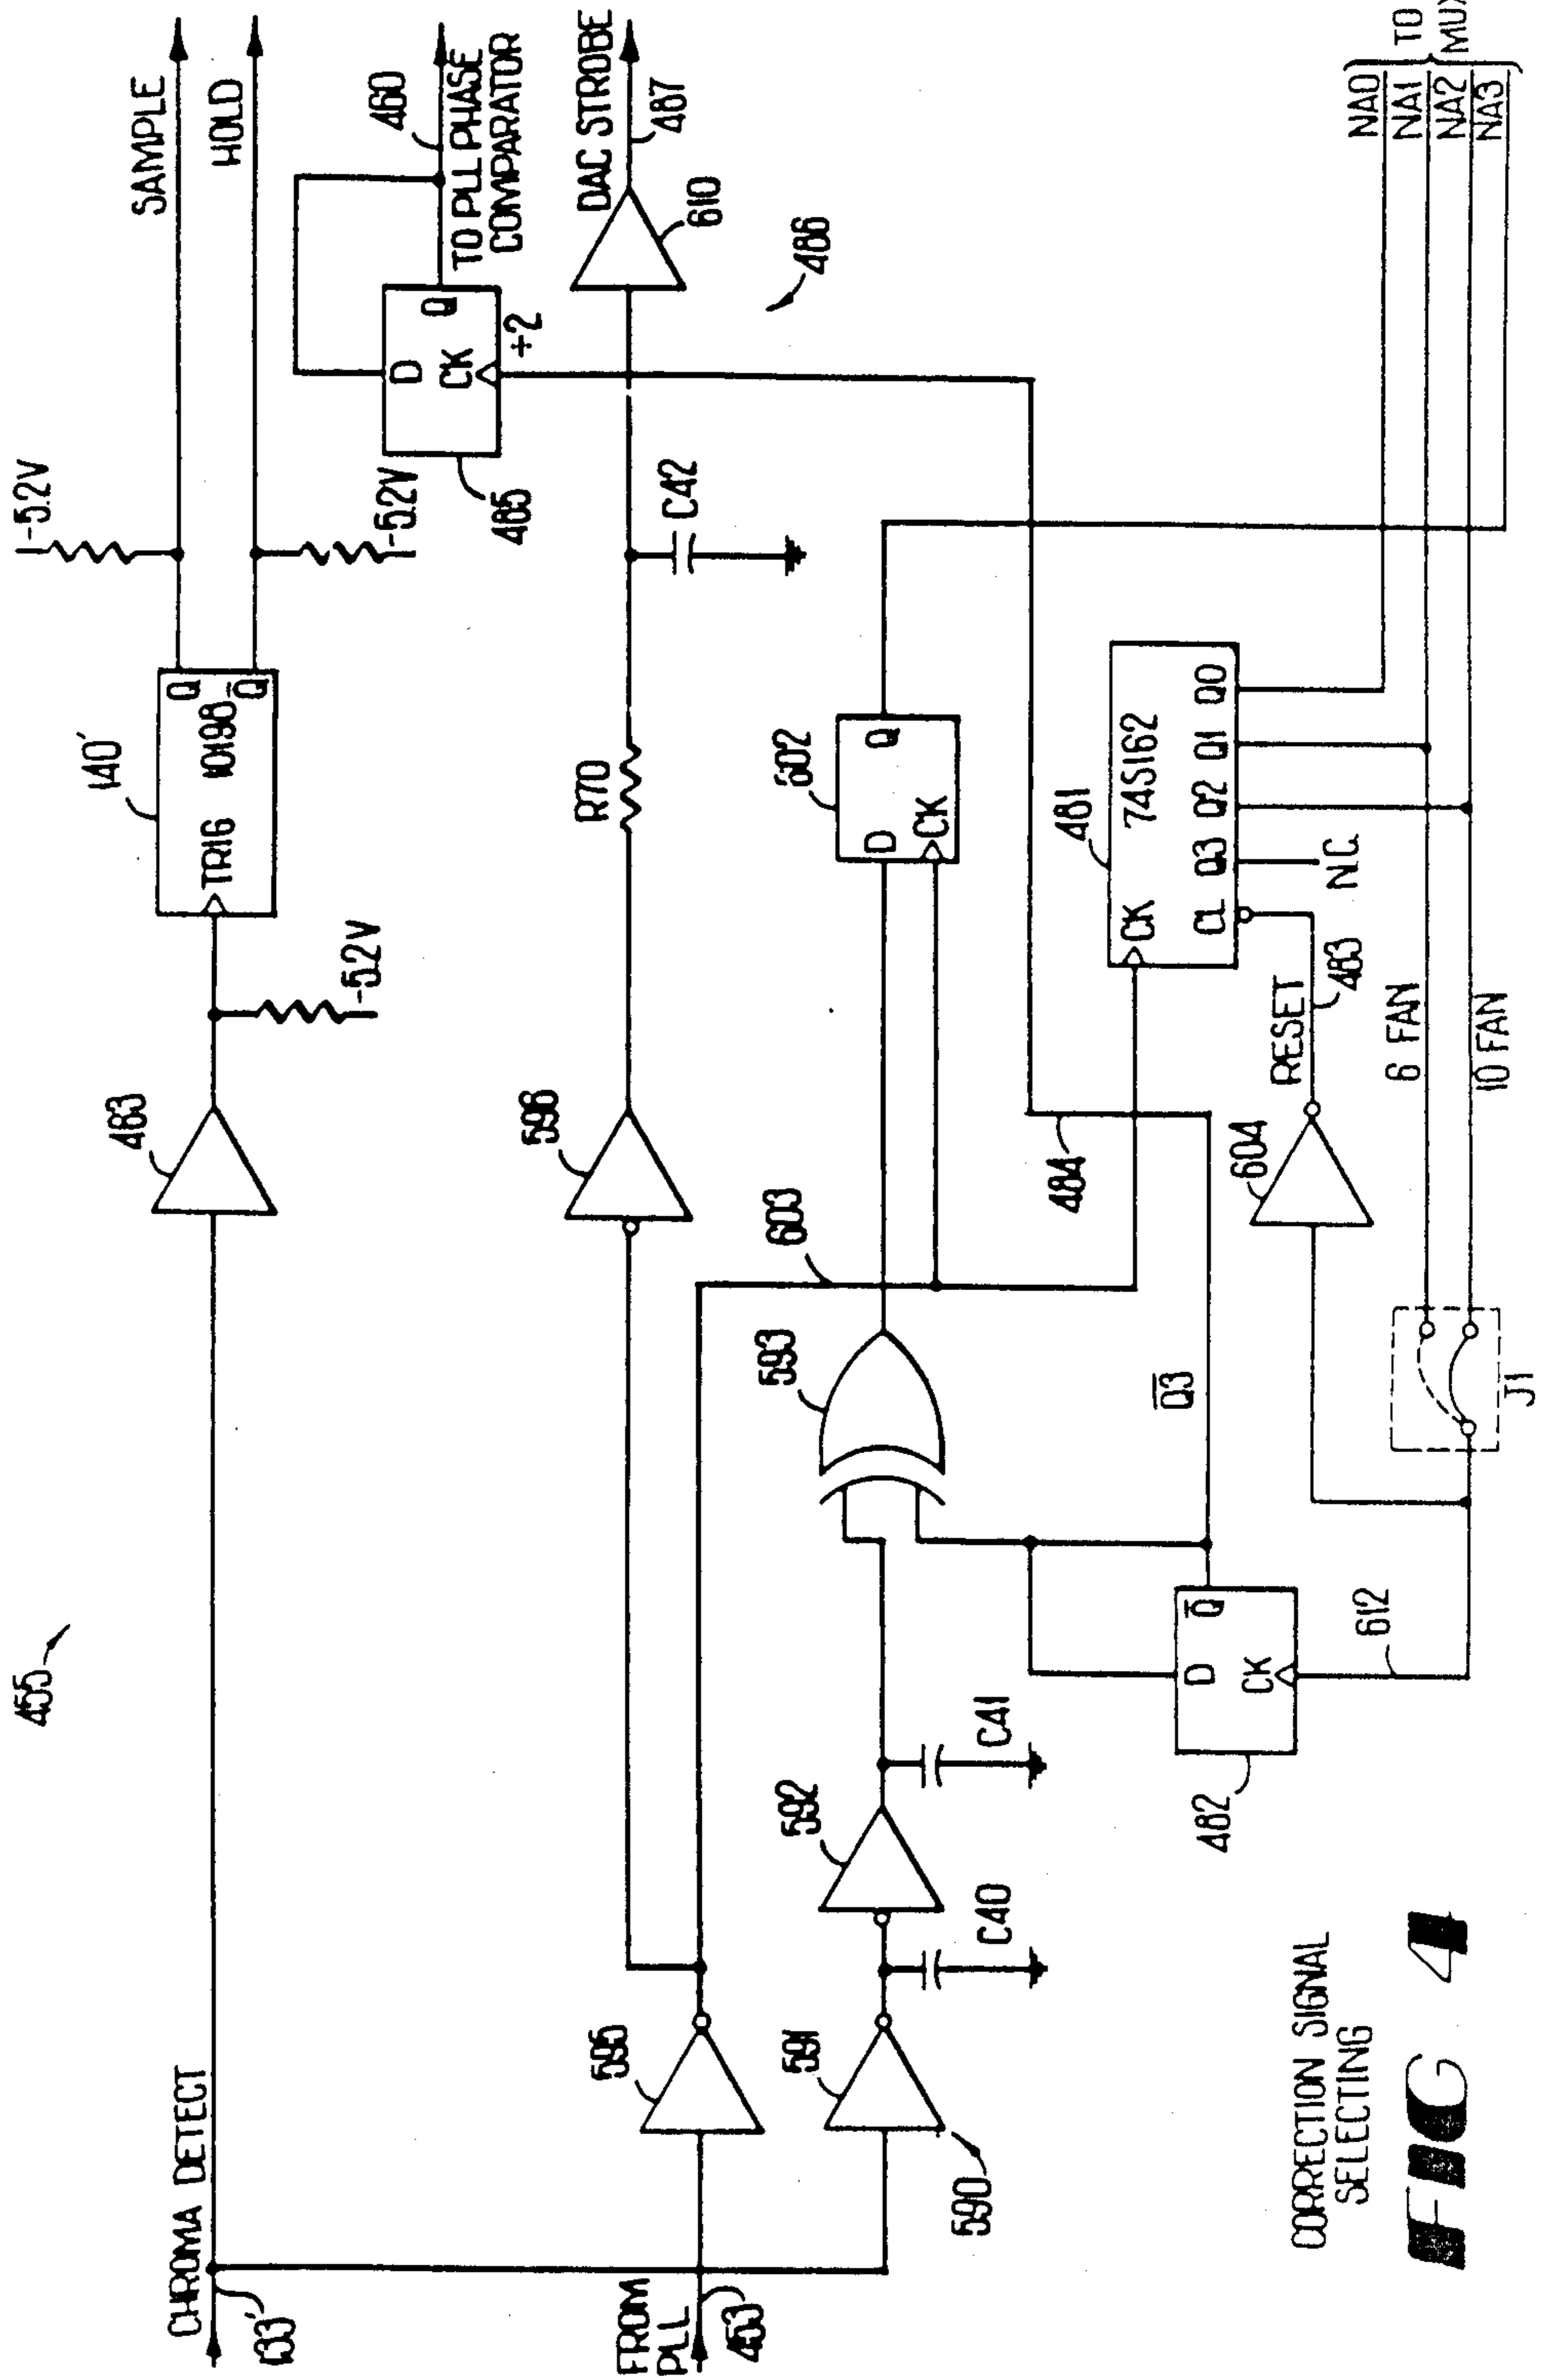 455
CHROMA DETECT
133'
483
-5.2V
140'
TRIG
10198
Q
Q̅
-5.2V
-5.2V
SAMPLE
HOLD
485
D
CK
Q
÷2
460
TO PLL PHASE
COMPARATOR
FROM
PLL
453
595
596
R70
C42
610
DAC STROBE
487
486
590
591
C40
592
C41
593
603
602
D
CK
Q
482
D
CK
Q̅
Q̅3
484
481
CK
74S162
CL
Q3
Q2
Q1
Q0
N.C.
604
RESET
483
612
J1
6 FAN
10 FAN
NA0
NA1
NA2
NA3
TO
MUX
CORRECTION SIGNAL
SELECTING
FIG 4